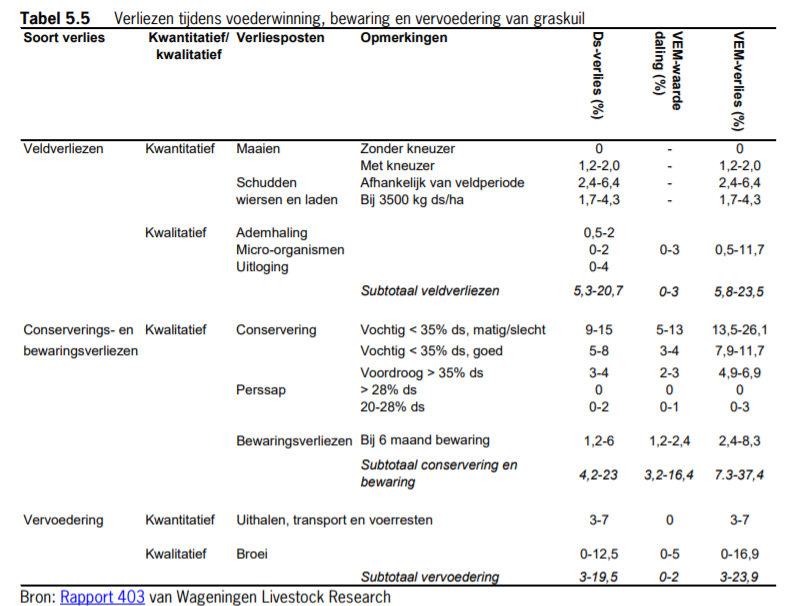 Tabel 5.5 Verliezen tijdens voederwinning, bewaring en vervoedering van graskuil
Soort verlies Kwantitatief/ kwalitatief Verliesposten Opmerkingen Ds-verlies (%) VEM-waarde daling (%) VEM-verlies (%)
Veldverliezen Kwantitatief Maaien Zonder kneuzer 0 - 0
Met kneuzer 1,2-2,0 - 1,2-2,0
Schudden Afhankelijk van veldperiode 2,4-6,4 - 2,4-6,4
wiersen en laden Bij 3500 kg ds/ha 1,7-4,3 - 1,7-4,3
Kwalitatief Ademhaling 0,5-2
Micro-organismen 0-2 0-3 0,5-11,7
Uitloging 0-4
Subtotaal veldverliezen 5,3-20,7 0-3 5,8-23,5
Conserverings- en Kwalitatief Conservering Vochtig < 35% ds, matig/slecht 9-15 5-13 13,5-26,1
bewaringsverliezen Vochtig < 35% ds, goed 5-8 3-4 7,9-11,7
Voordroog > 35% ds 3-4 2-3 4,9-6,9
Perssap > 28% ds 0 0 0
20-28% ds 0-2 0-1 0-3
Bewaringsverliezen Bij 6 maand bewaring 1,2-6 1,2-2,4 2,4-8,3
Subtotaal conservering en
bewaring 4,2-23 3,2-16,4 7.3-37,4
Vervoedering Kwantitatief Uithalen, transport en voerresten 3-7 0 3-7
Kwalitatief Broei 0-12,5 0-5 0-16,9
Subtotaal vervoedering 3-19,5 0-2 3-23,9
Bron: Rapport 403 van Wageningen Livestock Research